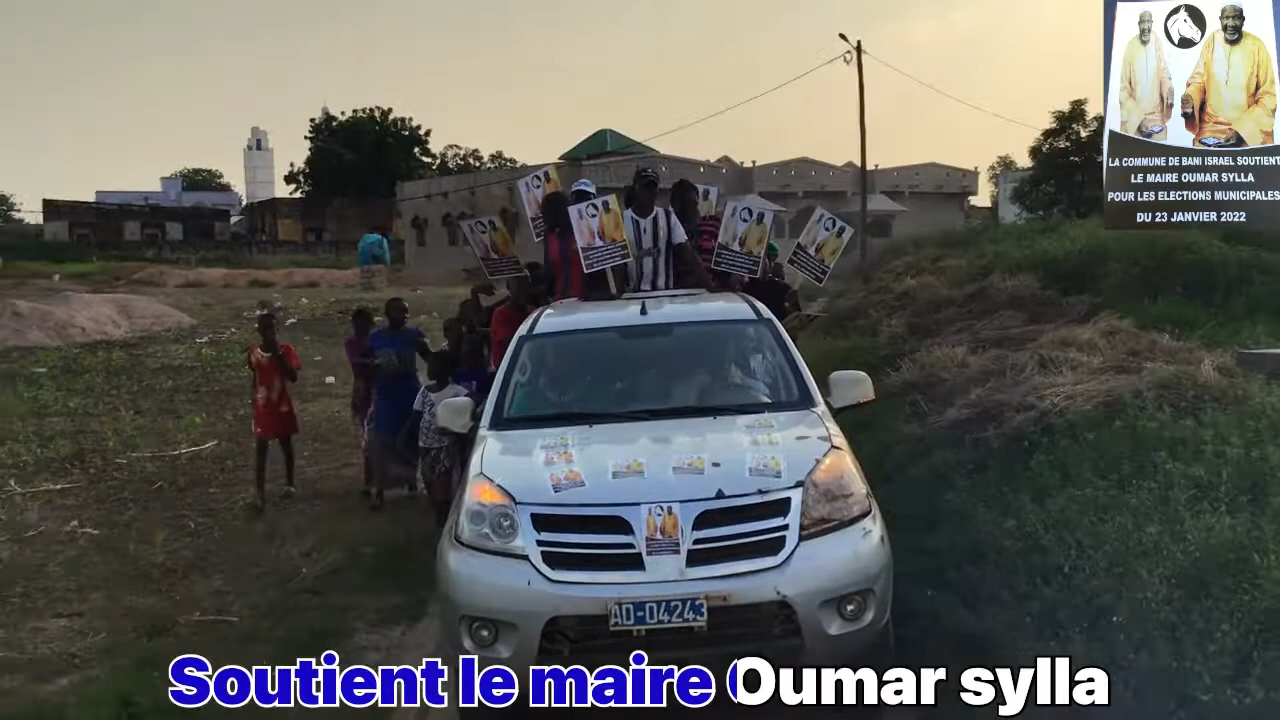 LA COMMUNE DE BANI ISRAEL SOUTIENT
LE MAIRE OUMAR SYLLA
POUR LES ELECTIONS MUNICIPALES
DU 23 JANVIER 2022
AD-04243
Soutient le maire Oumar sylla